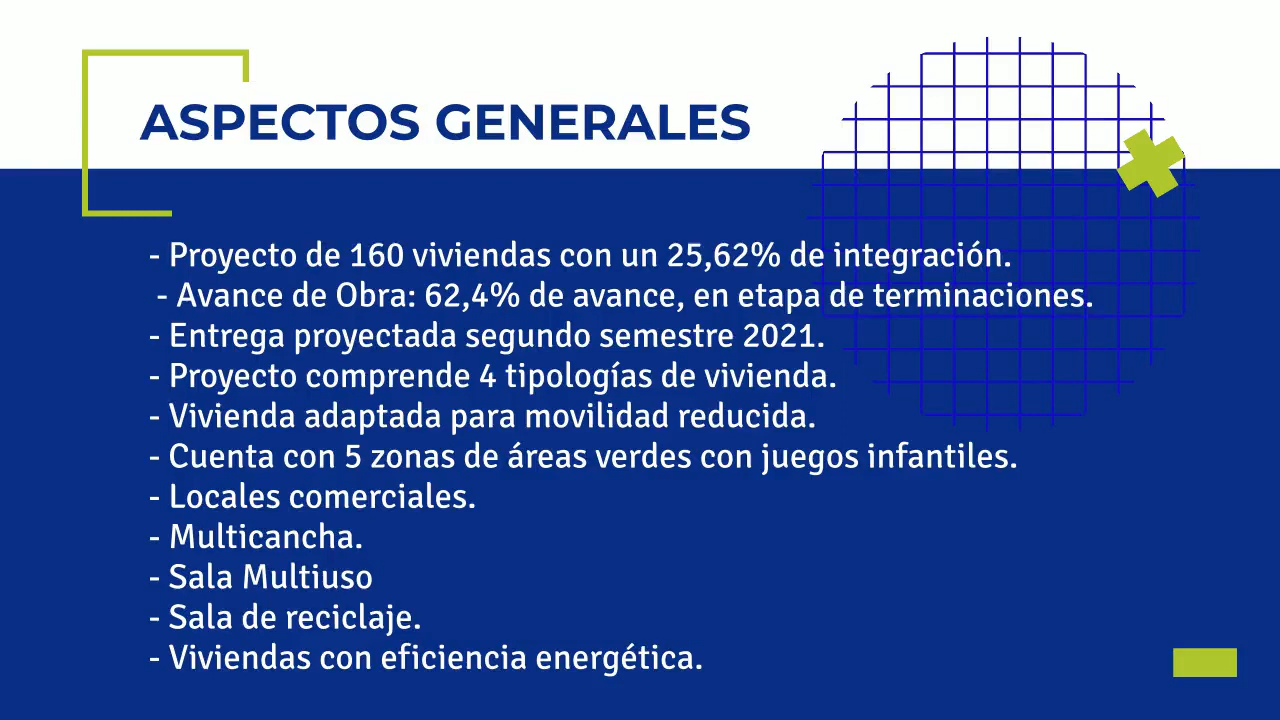 ASPECTOS GENERALES
- Proyecto de 160 viviendas con un 25,62% de integración.
- Avance de Obra: 62,4% de avance, en etapa de terminaciones.
- Entrega proyectada segundo semestre 2021.
- Proyecto comprende 4 tipologías de vivienda.
- Vivienda adaptada para movilidad reducida.
- Cuenta con 5 zonas de áreas verdes con juegos infantiles.
- Locales comerciales.
- Multicancha.
- Sala Multiuso
- Sala de reciclaje.
- Viviendas con eficiencia energética.